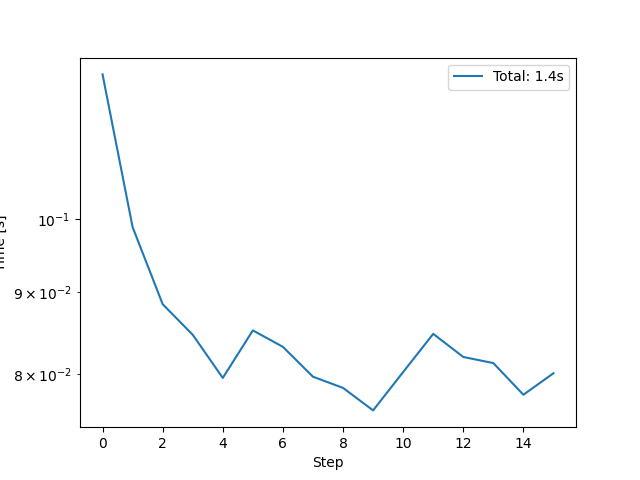 Total: 1.4s
10⁻¹
9 × 10⁻²
8 × 10⁻²
0 2 4 6 8 10 12 14
Step
[s]